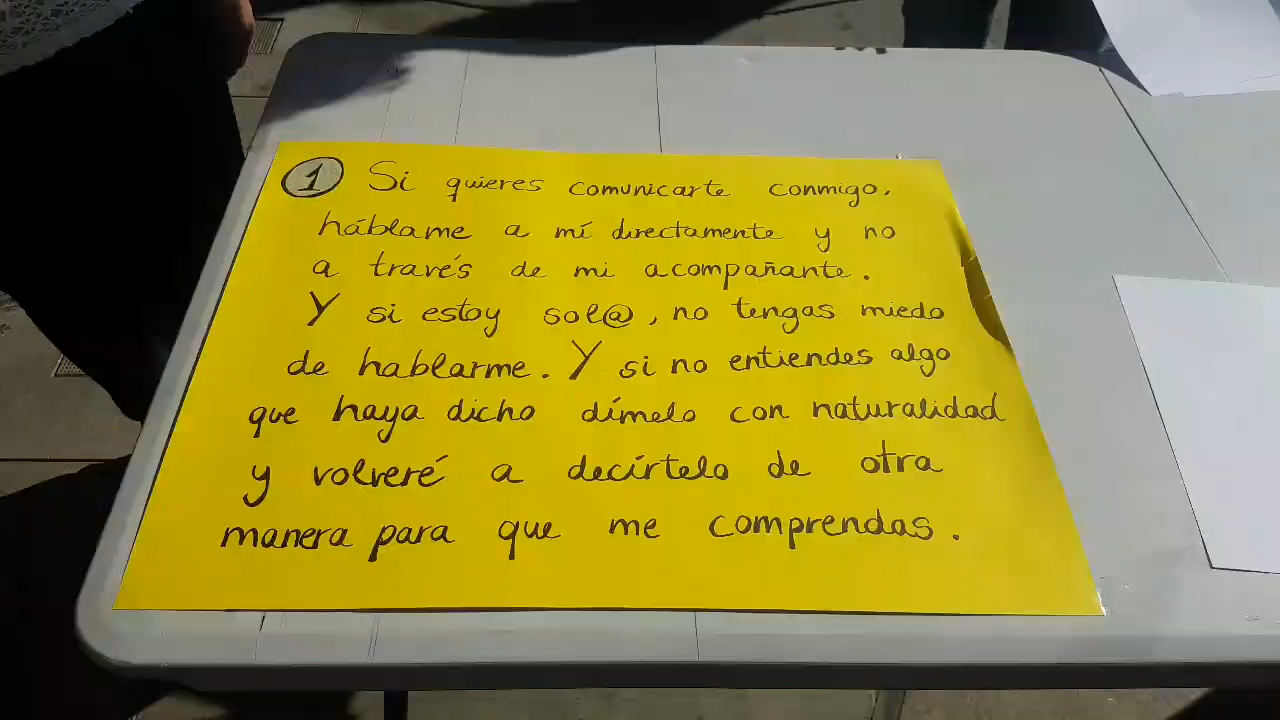 1 Si quieres comunicarte conmigo,
háblame a mí directamente y no
a través de mi acompañante.
Y si estoy sol@, no tengas miedo
de hablarme. Y si no entiendes algo
que haya dicho dímelo con naturalidad
y volveré a decírtelo de otra
manera para que me comprendas.